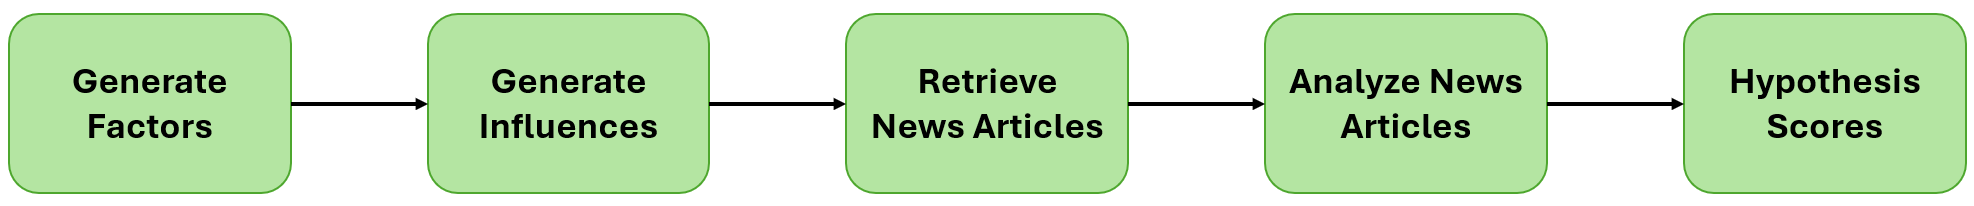 Generate
Factors
Generate
Influences
Retrieve
News Articles
Analyze News
Articles
Hypothesis
Scores